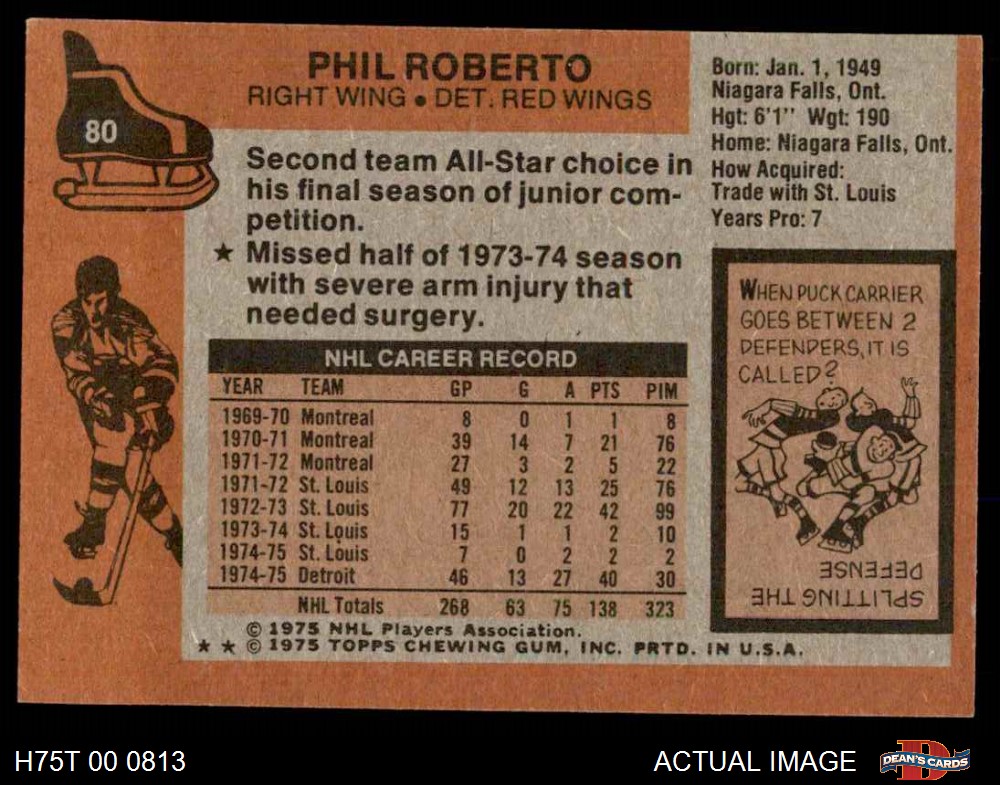 80
PHIL ROBERTO
RIGHT WING ● DET. RED WINGS
Second team All-Star choice in
his final season of junior com-
petition.
★ Missed half of 1973-74 season
with severe arm injury that
needed surgery.
NHL CAREER RECORD
YEAR TEAM GP G A PTS PIM
1969-70 Montreal 8 0 1 1 8
1970-71 Montreal 39 14 7 21 76
1971-72 Montreal 27 3 2 5 22
1971-72 St. Louis 49 12 13 25 76
1972-73 St. Louis 77 20 22 42 99
1973-74 St. Louis 15 1 1 2 10
1974-75 St. Louis 7 0 2 2 2
1974-75 Detroit 46 13 27 40 30
NHL Totals 268 63 75 138 323
© 1975 NHL Players Association.
★ ★ © 1975 TOPPS CHEWING GUM, INC. PRTD. IN U.S.A.
Born: Jan. 1, 1949
Niagara Falls, Ont.
Hgt: 6'1" Wgt: 190
Home: Niagara Falls, Ont.
How Acquired:
Trade with St. Louis
Years Pro: 7
WHEN PUCK CARRIER
GOES BETWEEN 2
DEFENDERS, IT IS
CALLED?
SPLITTING THE
DEFENSE
H75T 00 0813
ACTUAL IMAGE
D
DEAN'S CARDS